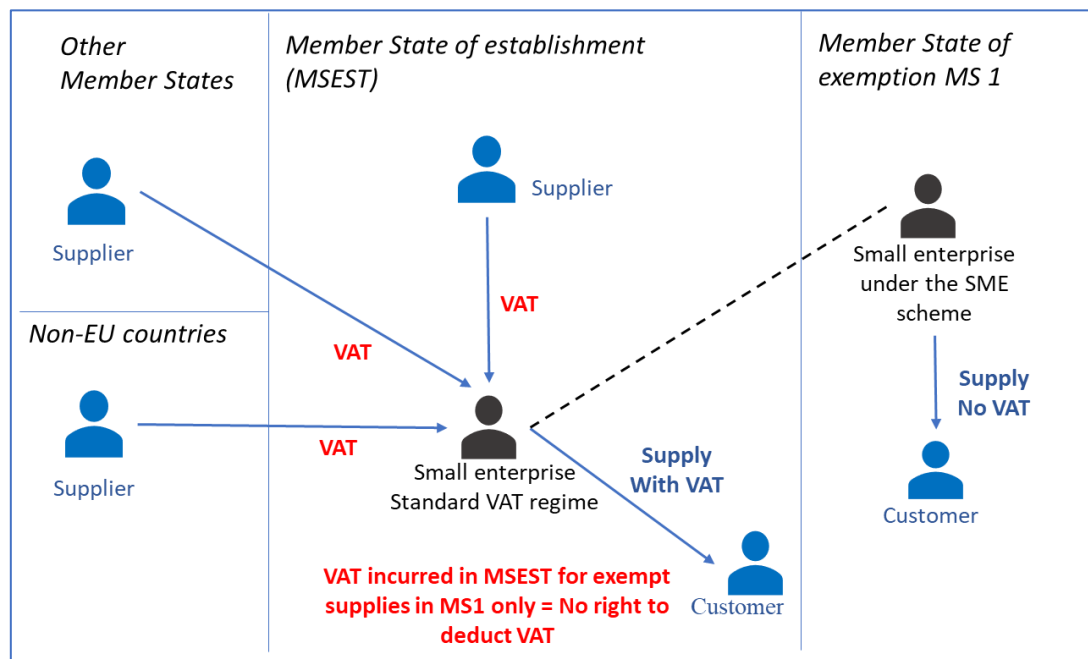 Other
Member States
Supplier
Non-EU countries
Supplier
Member State of establishment
(MSEST)
Supplier
VAT
VAT
VAT
Small enterprise
Standard VAT regime
Supply
With VAT
Customer
VAT incurred in MSEST for exempt
supplies in MS1 only = No right to
deduct VAT
Member State of
exemption MS 1
Small enterprise
under the SME
scheme
Supply
No VAT
Customer